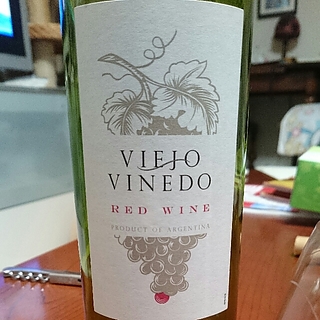 VIEJO
VINEDO
RED WINE
PRODUCT OF ARGENTINA